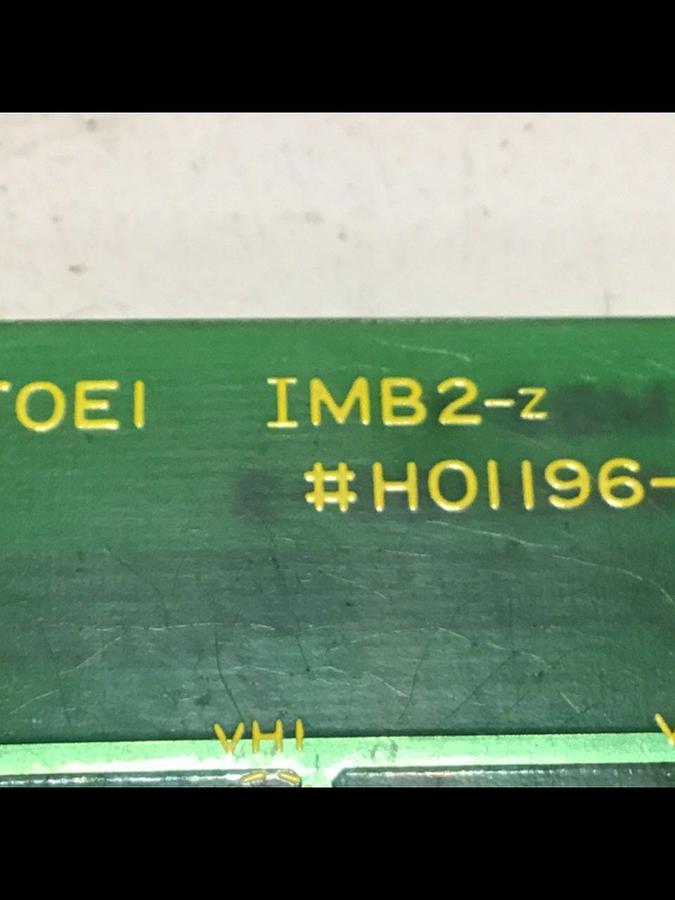 TOEI IMB2-z
#H01196-
VH1